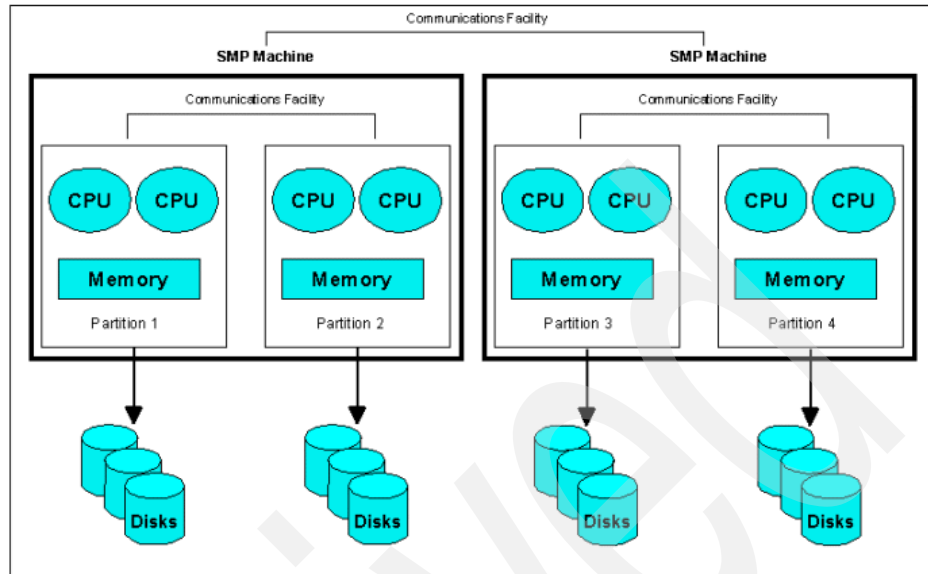 Communications Facility
SMP Machine
SMP Machine
Communications Facility
Communications Facility
CPU CPU
CPU CPU
CPU CPU
CPU CPU
Memory
Memory
Memory
Memory
Partition 1
Partition 2
Partition 3
Partition 4
Disks
Disks
Disks
Disks